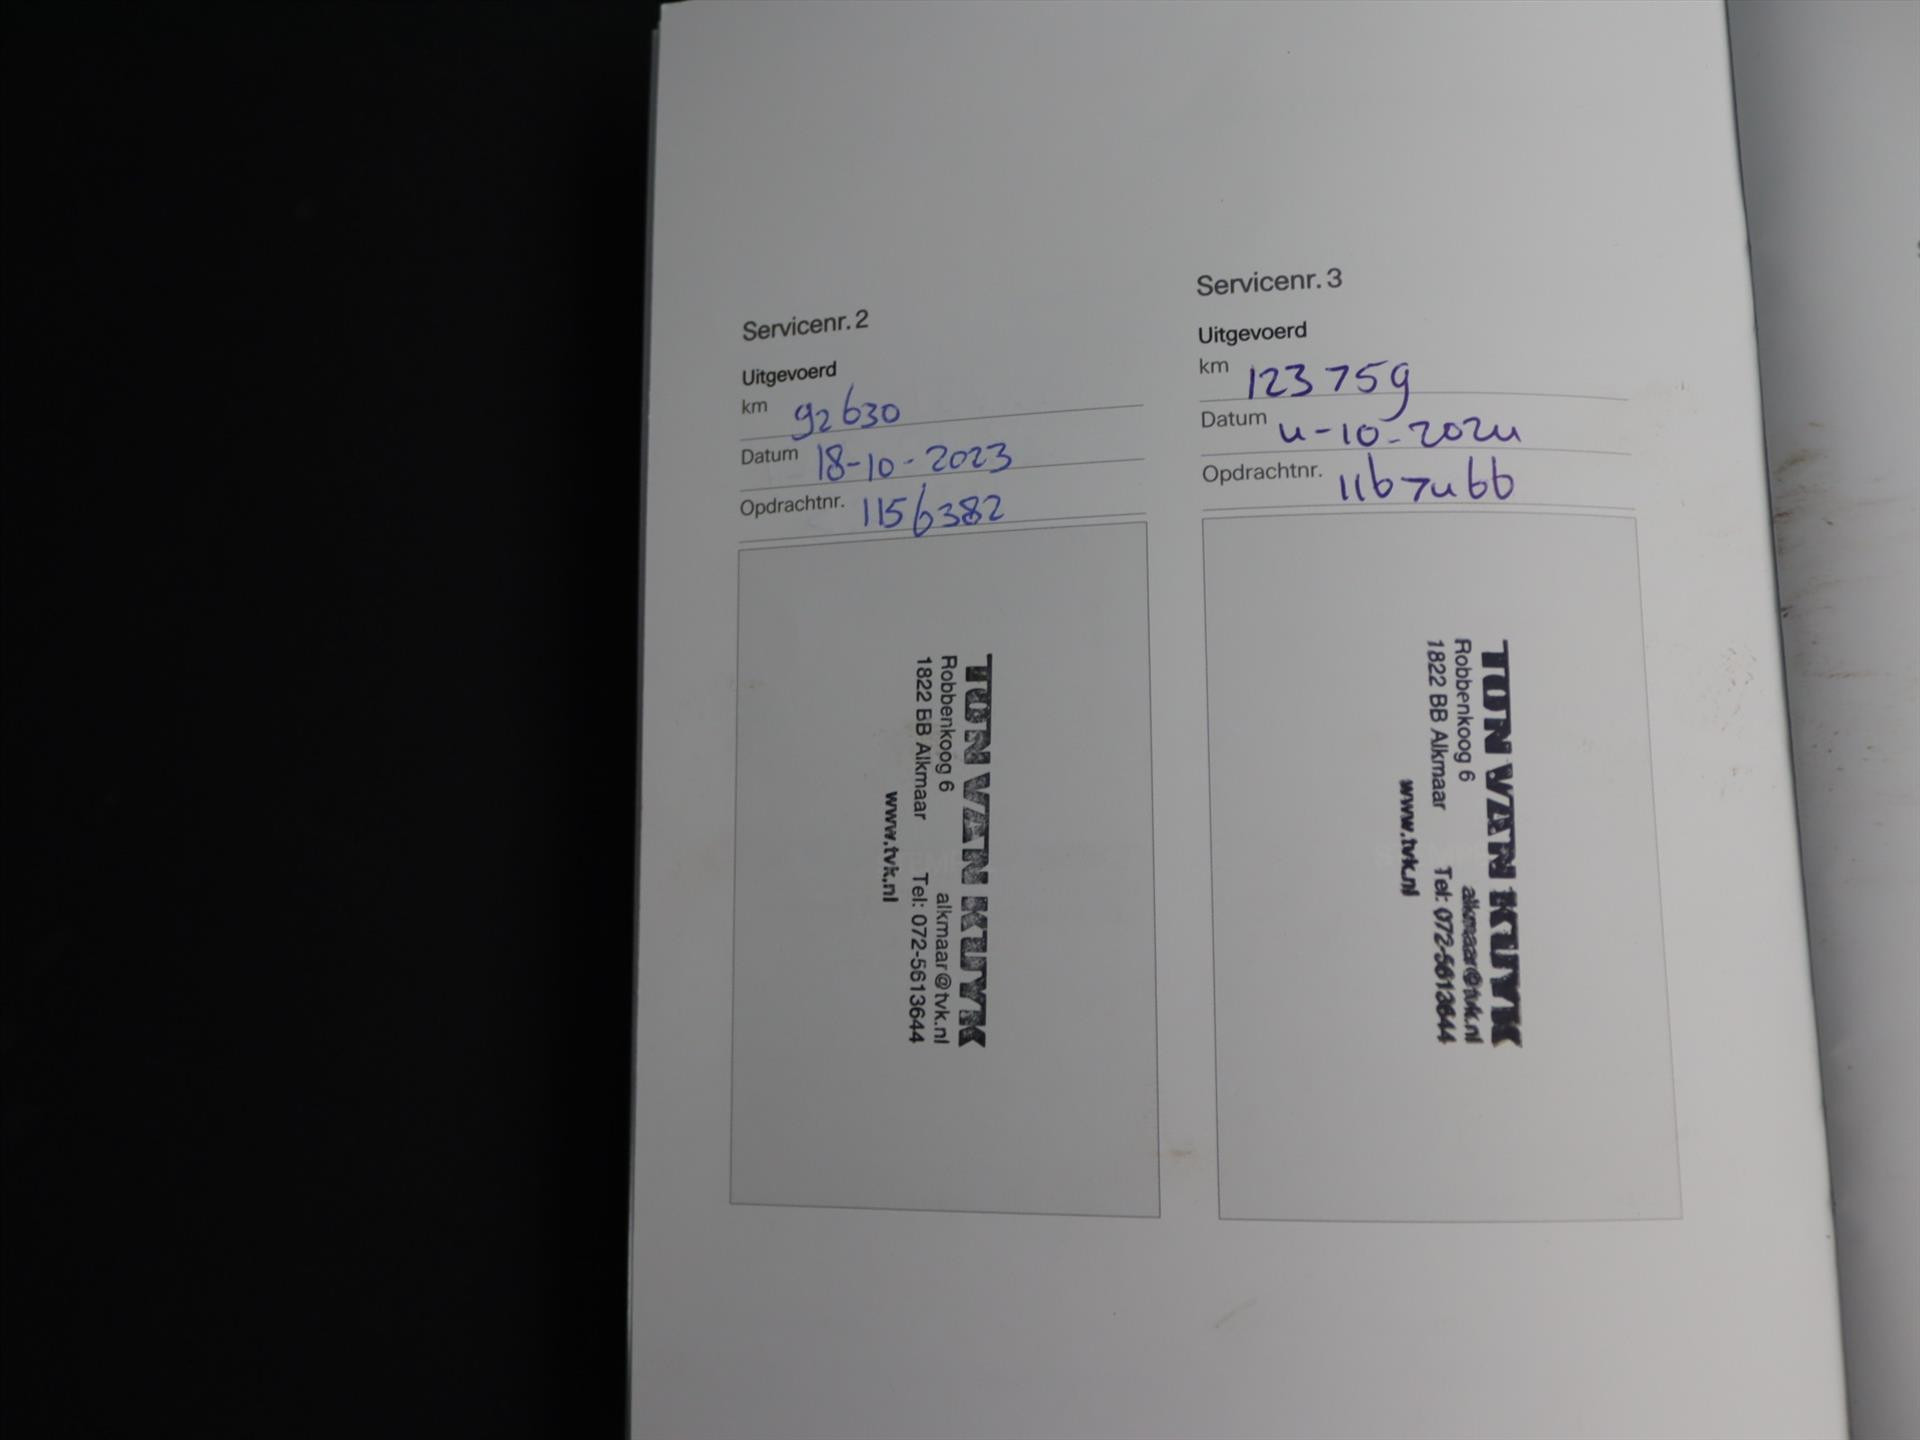 Servicenr. 2
Uitgevoerd
km 92630
Datum 18-10-2023
Opdrachtnr. 1156382
TON VAN KUYK
Robbenkoog 6 alkmaar@tvk.nl
1822 BB Alkmaar Tel: 072-5613644
www.tvk.nl
Servicenr. 3
Uitgevoerd
km 123759
Datum 4-10-2024
Opdrachtnr. 1167466
TON VAN KUYK
Robbenkoog 6 alkmaar@tvk.nl
1822 BB Alkmaar Tel: 072-5613644
www.tvk.nl